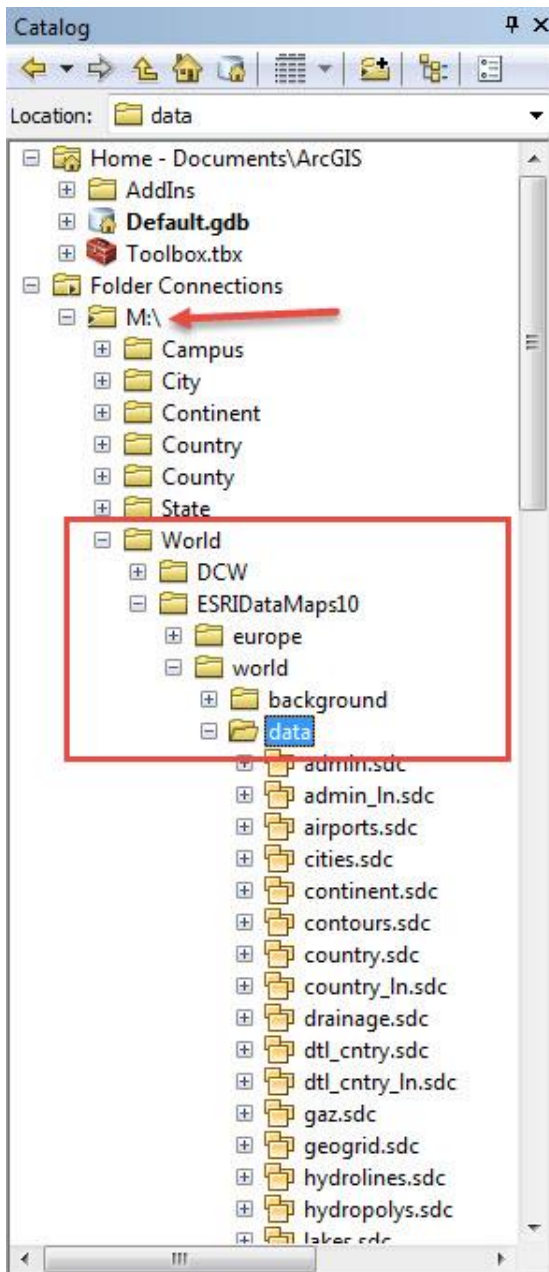 Catalog
Location: data
Home - Documents\ArcGIS
AddIns
Default.gdb
Toolbox.tbx
Folder Connections
M:\
Campus
City
Continent
Country
County
State
World
DCW
ESRIDataMaps10
europe
world
background
data
admin.sdc
admin_ln.sdc
airports.sdc
cities.sdc
continent.sdc
contours.sdc
country.sdc
country_ln.sdc
drainage.sdc
dtl_cntry.sdc
dtl_cntry_ln.sdc
gaz.sdc
geogrid.sdc
hydrolines.sdc
hydropolys.sdc
lakes.sdc